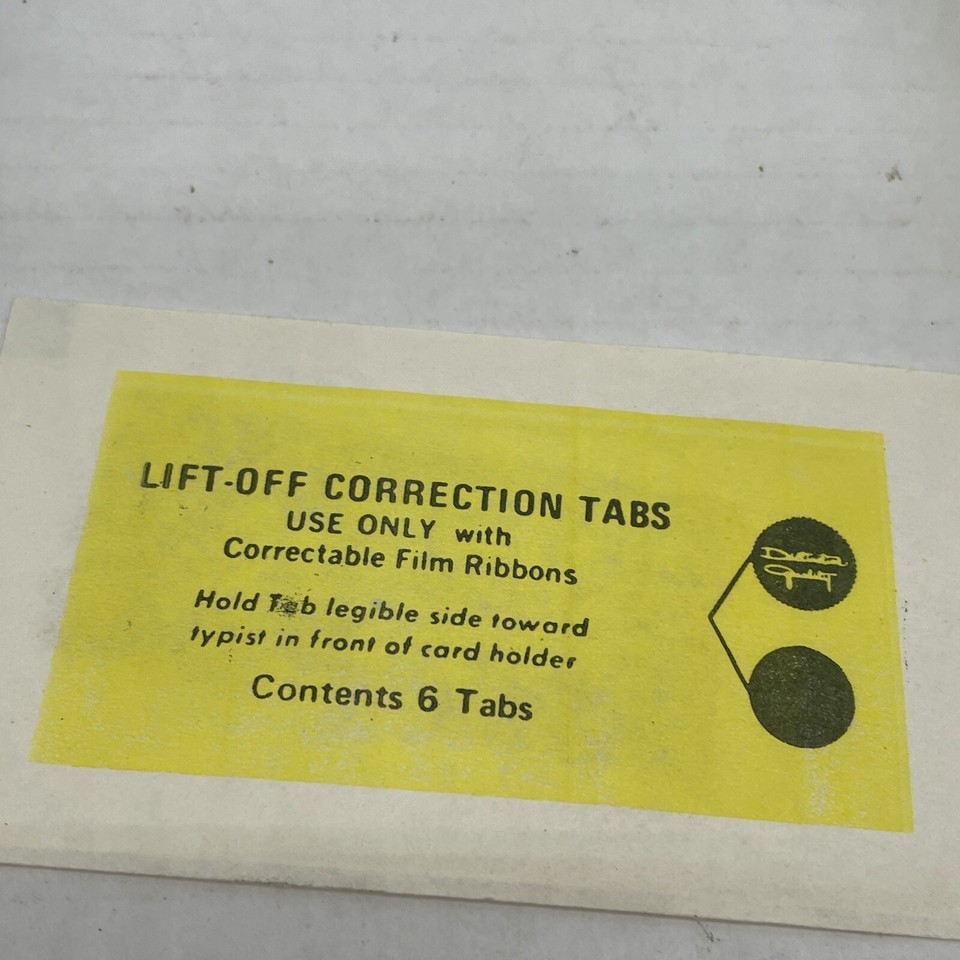 LIFT-OFF CORRECTION TABS
USE ONLY with
Correctable Film Ribbons
Hold Tab legible side toward
typist in front of card holder
Contents 6 Tabs
Quality